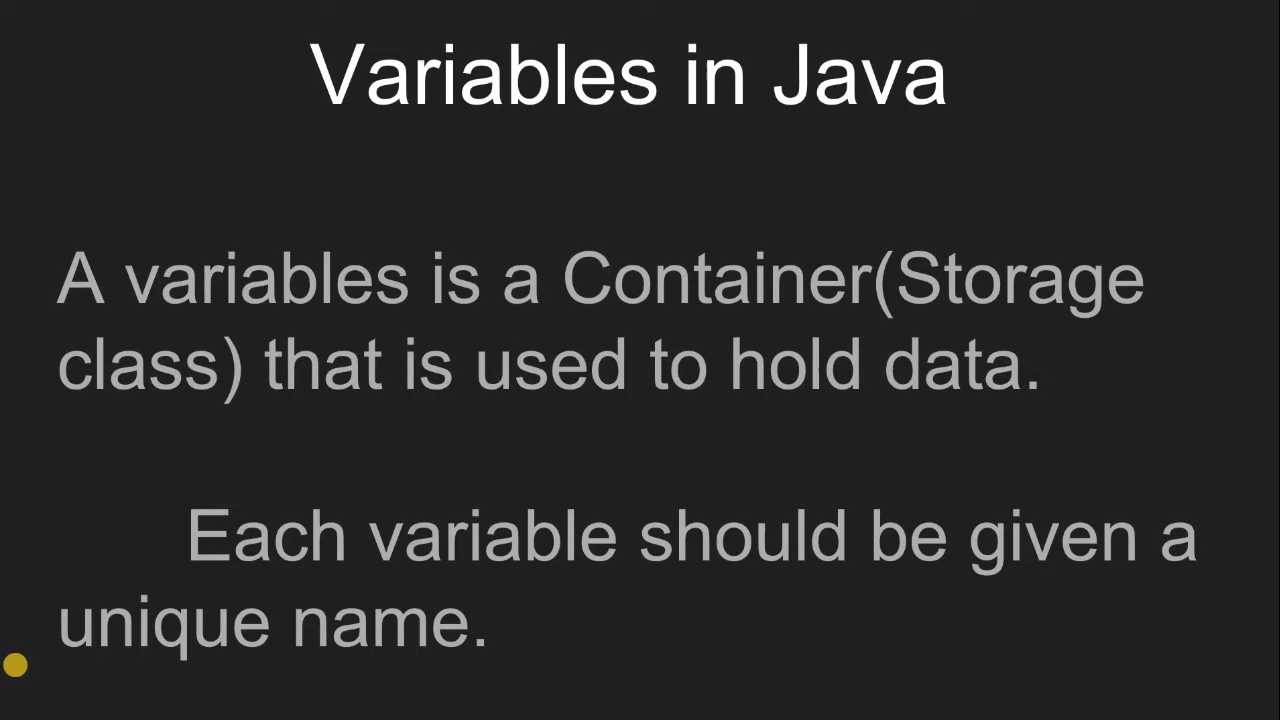 Variables in Java
A variables is a Container(Storage
class) that is used to hold data.
Each variable should be given a
unique name.